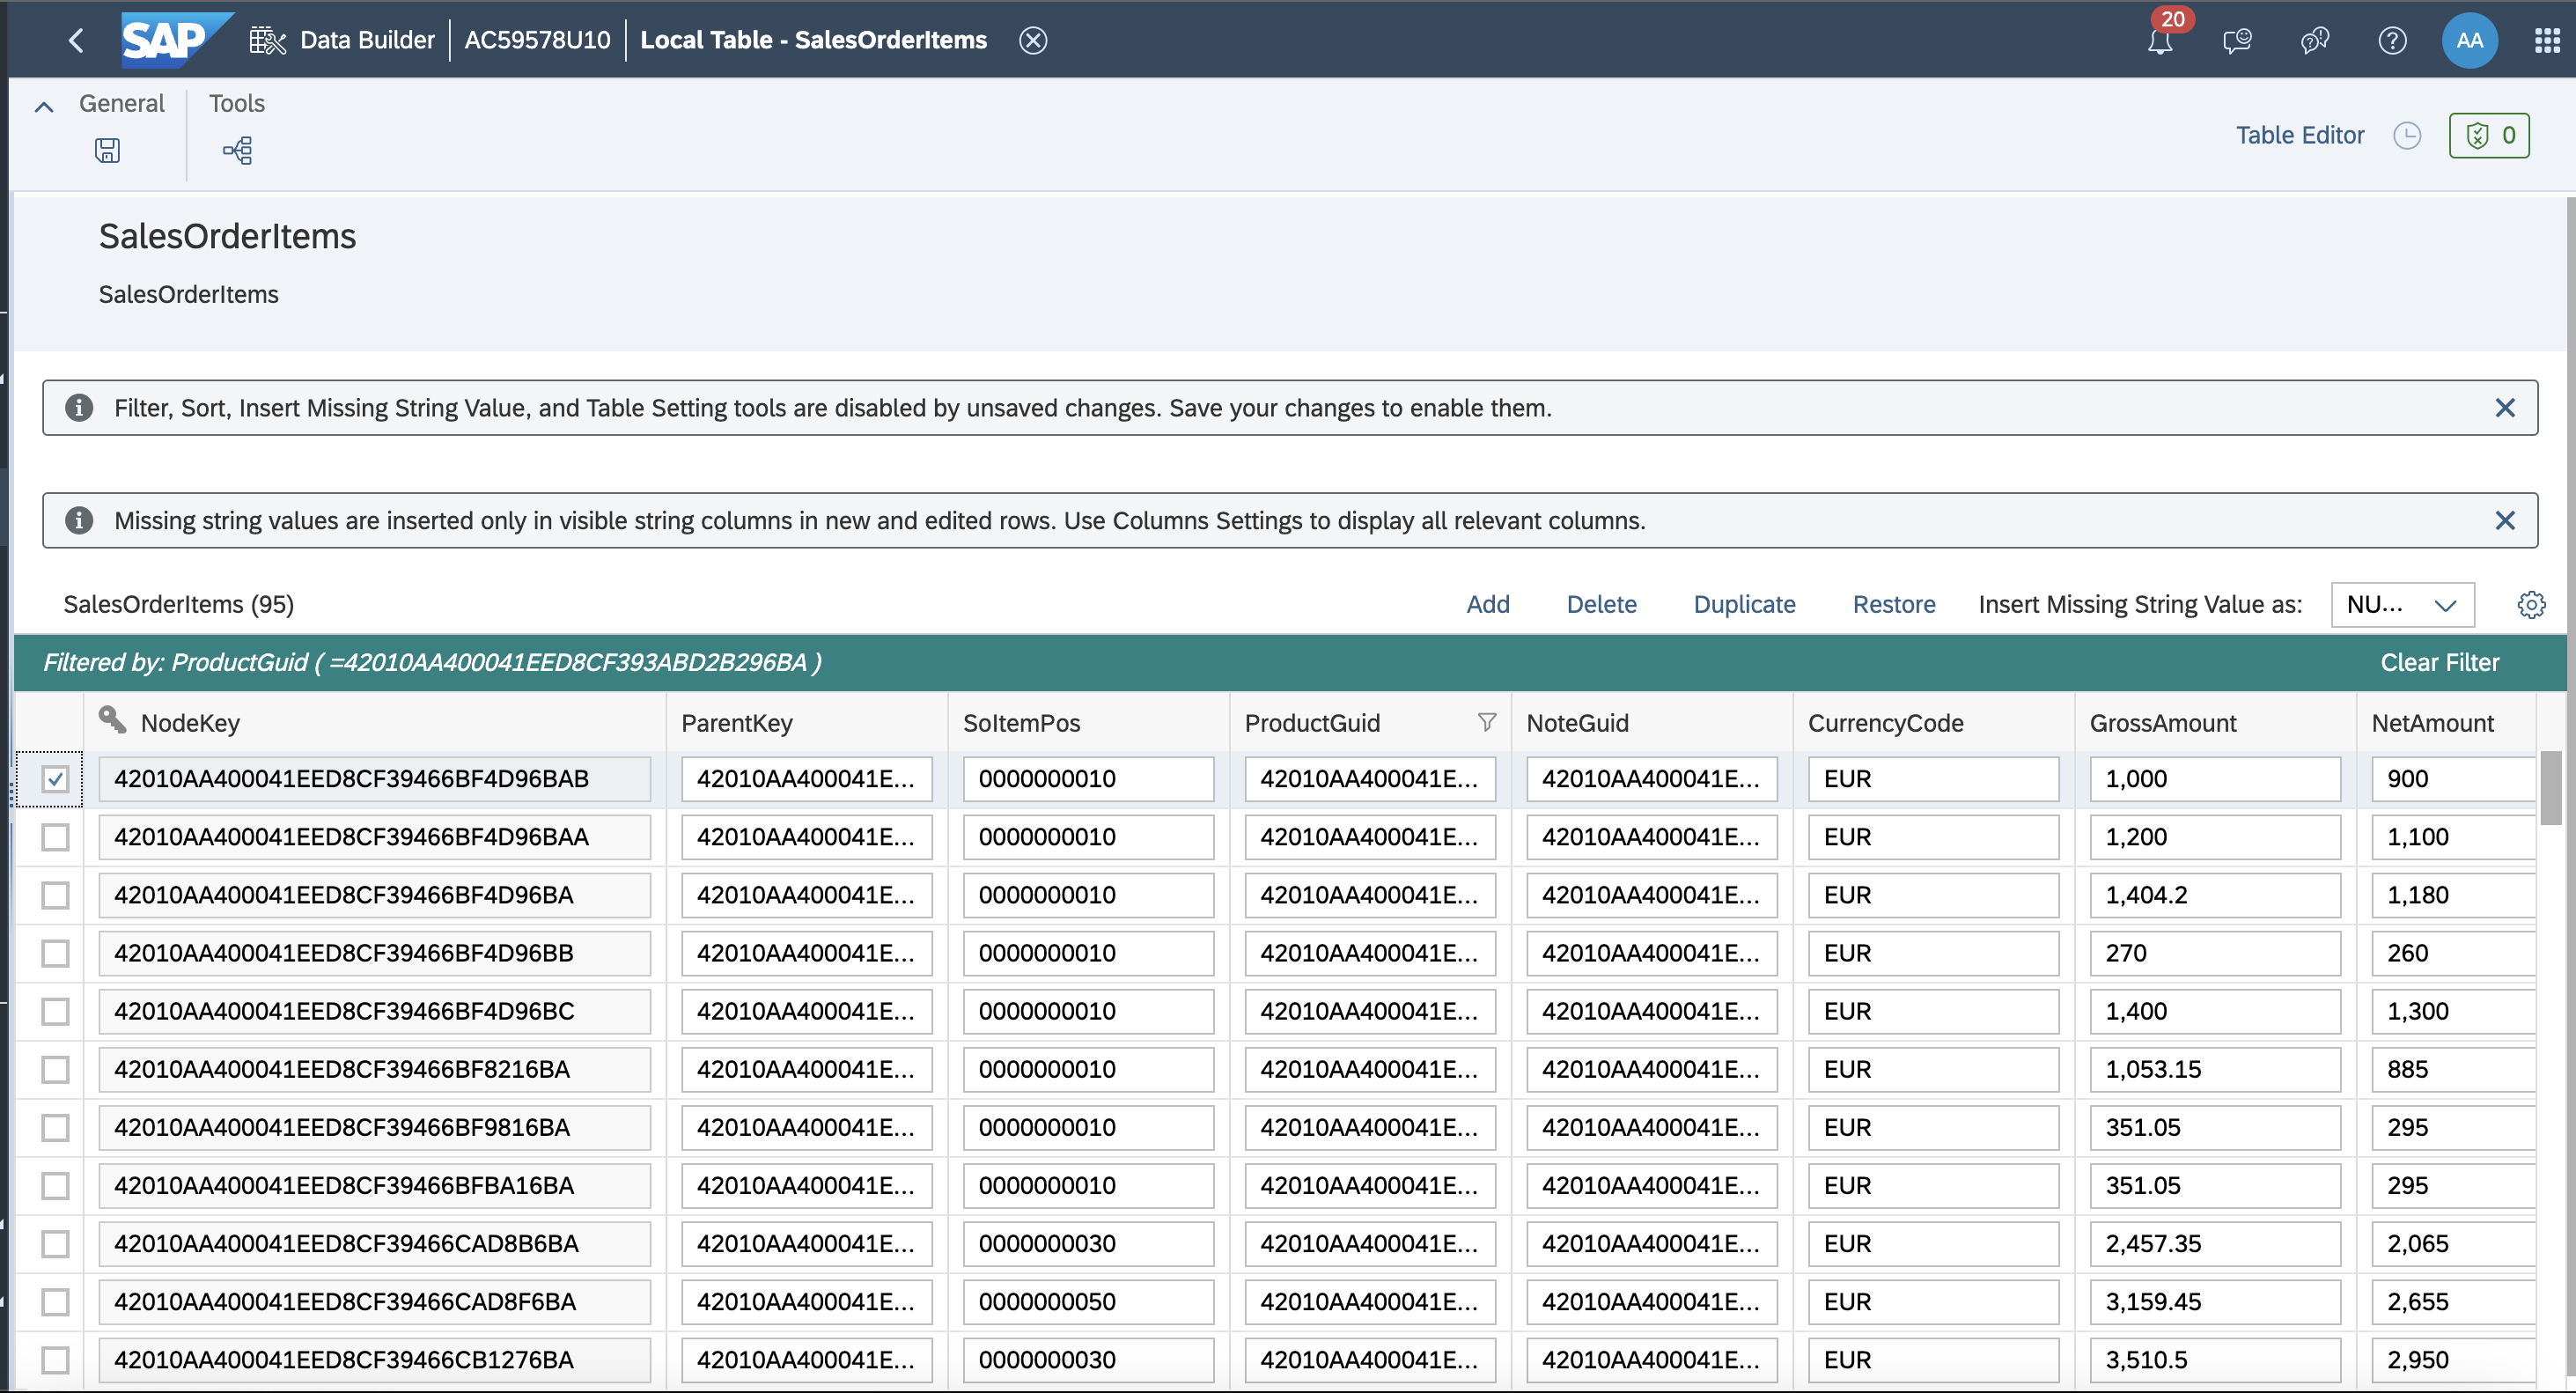 SAP Data Builder AC59578U10 Local Table - SalesOrderItems 20 AA
General Tools
Table Editor 0
SalesOrderItems
SalesOrderItems
Filter, Sort, Insert Missing String Value, and Table Setting tools are disabled by unsaved changes. Save your changes to enable them.
Missing string values are inserted only in visible string columns in new and edited rows. Use Columns Settings to display all relevant columns.
SalesOrderItems (95) Add Delete Duplicate Restore Insert Missing String Value as: NU...
Filtered by: ProductGuid ( =42010AA400041EED8CF393ABD2B296BA ) Clear Filter
NodeKey ParentKey SoItemPos ProductGuid NoteGuid CurrencyCode GrossAmount NetAmount
42010AA400041EED8CF39466BF4D96BAB 42010AA400041E... 0000000010 42010AA400041E... 42010AA400041E... EUR 1,000 900
42010AA400041EED8CF39466BF4D96BAA 42010AA400041E... 0000000010 42010AA400041E... 42010AA400041E... EUR 1,200 1,100
42010AA400041EED8CF39466BF4D96BA 42010AA400041E... 0000000010 42010AA400041E... 42010AA400041E... EUR 1,404.2 1,180
42010AA400041EED8CF39466BF4D96BB 42010AA400041E... 0000000010 42010AA400041E... 42010AA400041E... EUR 270 260
42010AA400041EED8CF39466BF4D96BC 42010AA400041E... 0000000010 42010AA400041E... 42010AA400041E... EUR 1,400 1,300
42010AA400041EED8CF39466BF8216BA 42010AA400041E... 0000000010 42010AA400041E... 42010AA400041E... EUR 1,053.15 885
42010AA400041EED8CF39466BF9816BA 42010AA400041E... 0000000010 42010AA400041E... 42010AA400041E... EUR 351.05 295
42010AA400041EED8CF39466BFBA16BA 42010AA400041E... 0000000010 42010AA400041E... 42010AA400041E... EUR 351.05 295
42010AA400041EED8CF39466CAD8B6BA 42010AA400041E... 0000000030 42010AA400041E... 42010AA400041E... EUR 2,457.35 2,065
42010AA400041EED8CF39466CAD8F6BA 42010AA400041E... 0000000050 42010AA400041E... 42010AA400041E... EUR 3,159.45 2,655
42010AA400041EED8CF39466CB1276BA 42010AA400041E... 0000000030 42010AA400041E... 42010AA400041E... EUR 3,510.5 2,950